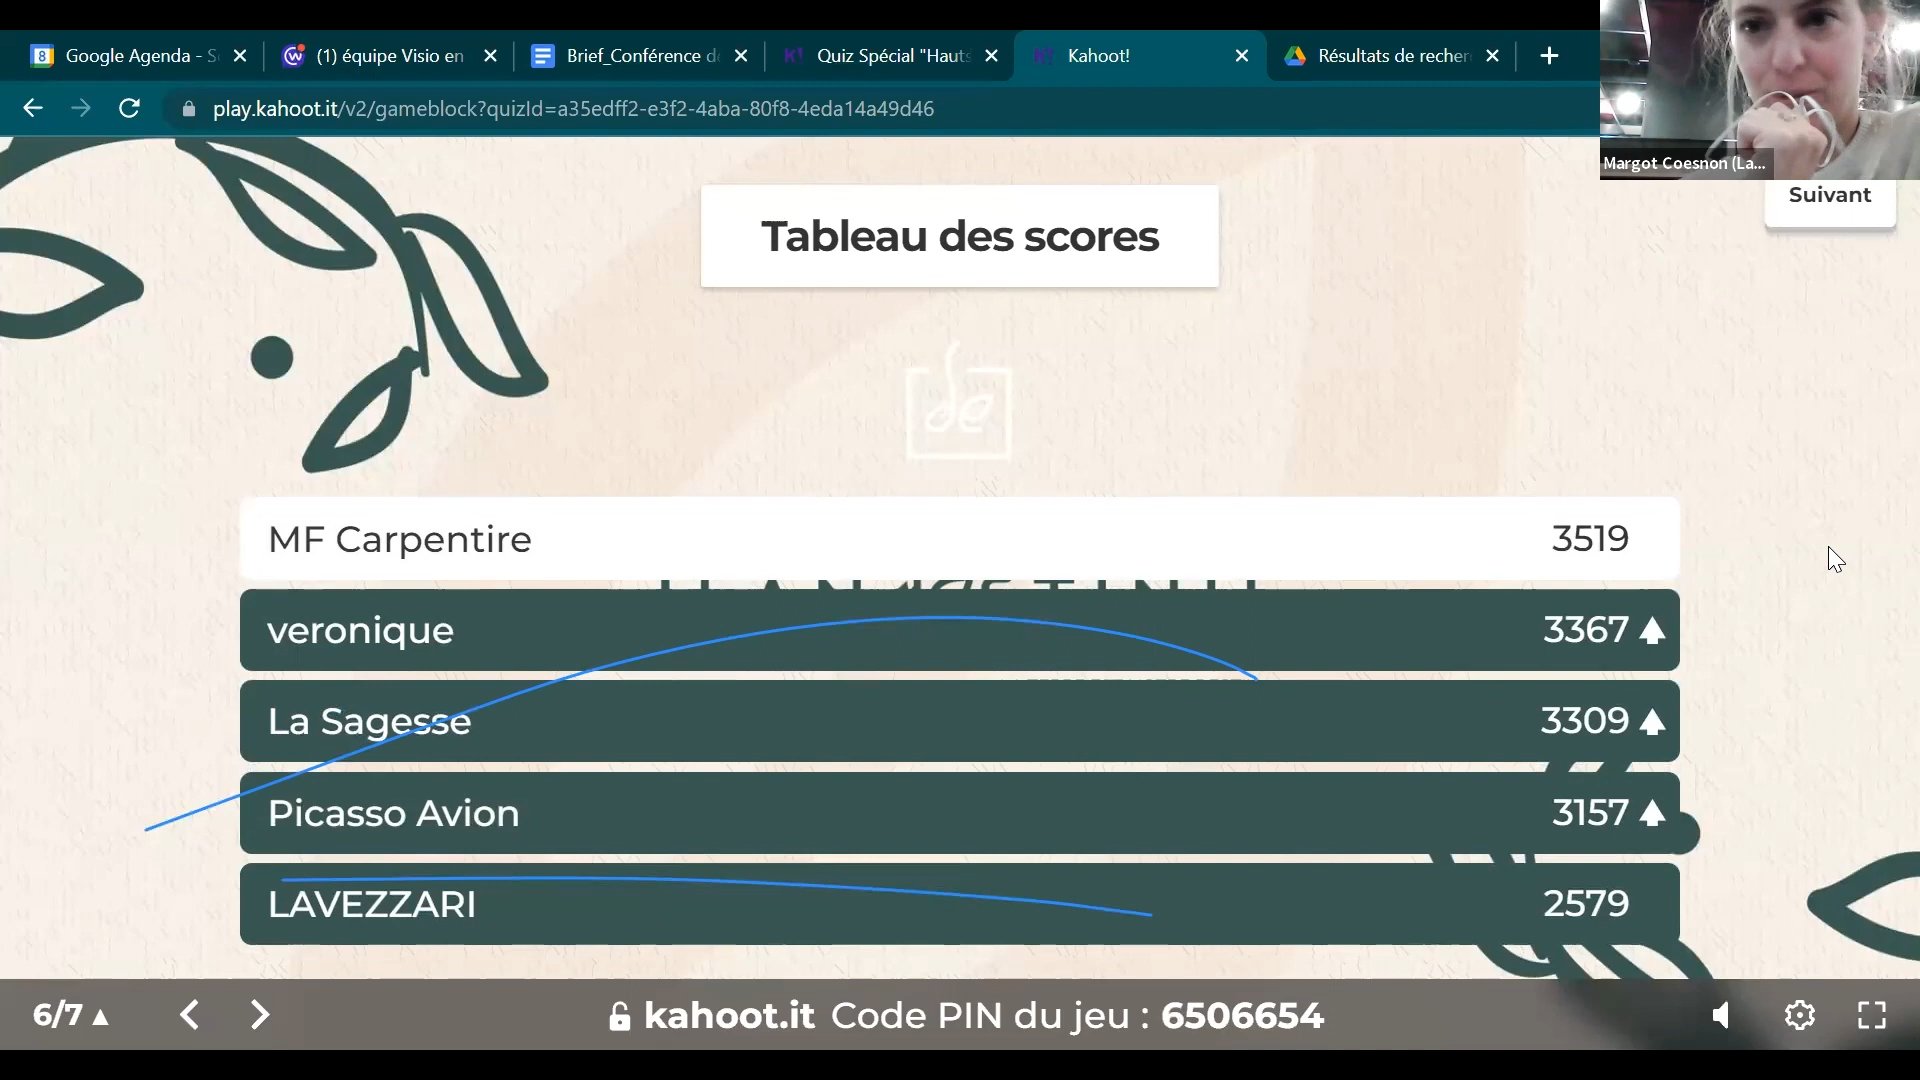 Google Agenda - S
(1) équipe Visio en
Brief_Conférence d
Quiz Spécial "Hauts
Kahoot!
Résultats de recher
play.kahoot.it/v2/gameblock?quizId=a35edff2-e3f2-4aba-80f8-4eda14a49d46
Margot Coesnon (La...
Suivant
Tableau des scores
de
MF Carpentire 3519
veronique 3367
La Sagesse 3309
Picasso Avion 3157
LAVEZZARI 2579
6/7
kahoot.it Code PIN du jeu : 6506654